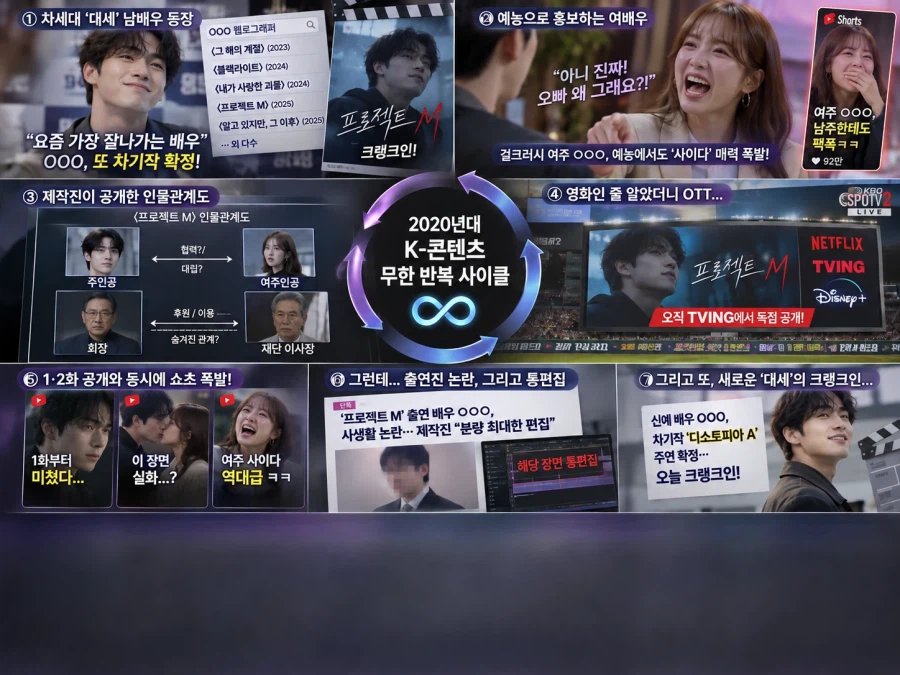 ① 차세대 ‘대세’ 남배우 등장
OOO 웹로그래퍼
〈그 해의 계절〉 (2023)
〈블랙라이트〉 (2024)
〈내가 사랑한 괴물〉 (2024)
〈프로젝트 M〉 (2025)
〈알고 있지만, 그 이후〉 (2025)
... 외 다수
“요즘 가장 잘나가는 배우”
OOO, 또 차기작 확정!
프로젝트 M
크랭크인!
② 예능으로 홍보하는 여배우
“아니 진짜!
오빠 왜 그래요?!”
걸크러시 여주 OOO, 예능에서도 ‘사이다’ 매력 폭발!
Shorts
여주 OOO,
남주한테도
팩폭ㅋㅋ
92만
③ 제작진이 공개한 인물관계도
〈프로젝트 M〉 인물관계도
협력?/
대립?
주인공
여주인공
후원 / 이용
숨겨진 관계?
회장
재단 이사장
2020년대
K-콘텐츠
무한 반복 사이클
④ 영화인 줄 알았더니 OTT...
KBO
SPOTV2
LIVE
프로젝트 M
NETFLIX
TVING
Disney+
오직 TVING에서 독점 공개!
⑤ 1·2화 공개와 동시에 쇼츠 폭발!
1화부터
미쳤다...
이 장면
실화...?
여주 사이다
역대급 ㅋㅋ
⑥ 그런데... 출연진 논란, 그리고 통편집
단독
‘프로젝트 M’ 출연 배우 OOO,
사생활 논란… 제작진 “분량 최대한 편집”
해당 장면 통편집
⑦ 그리고 또, 새로운 ‘대세’의 크랭크인...
신예 배우 OOO,
차기작 ‘디소토피아 A’
주연 확정…
오늘 크랭크인!